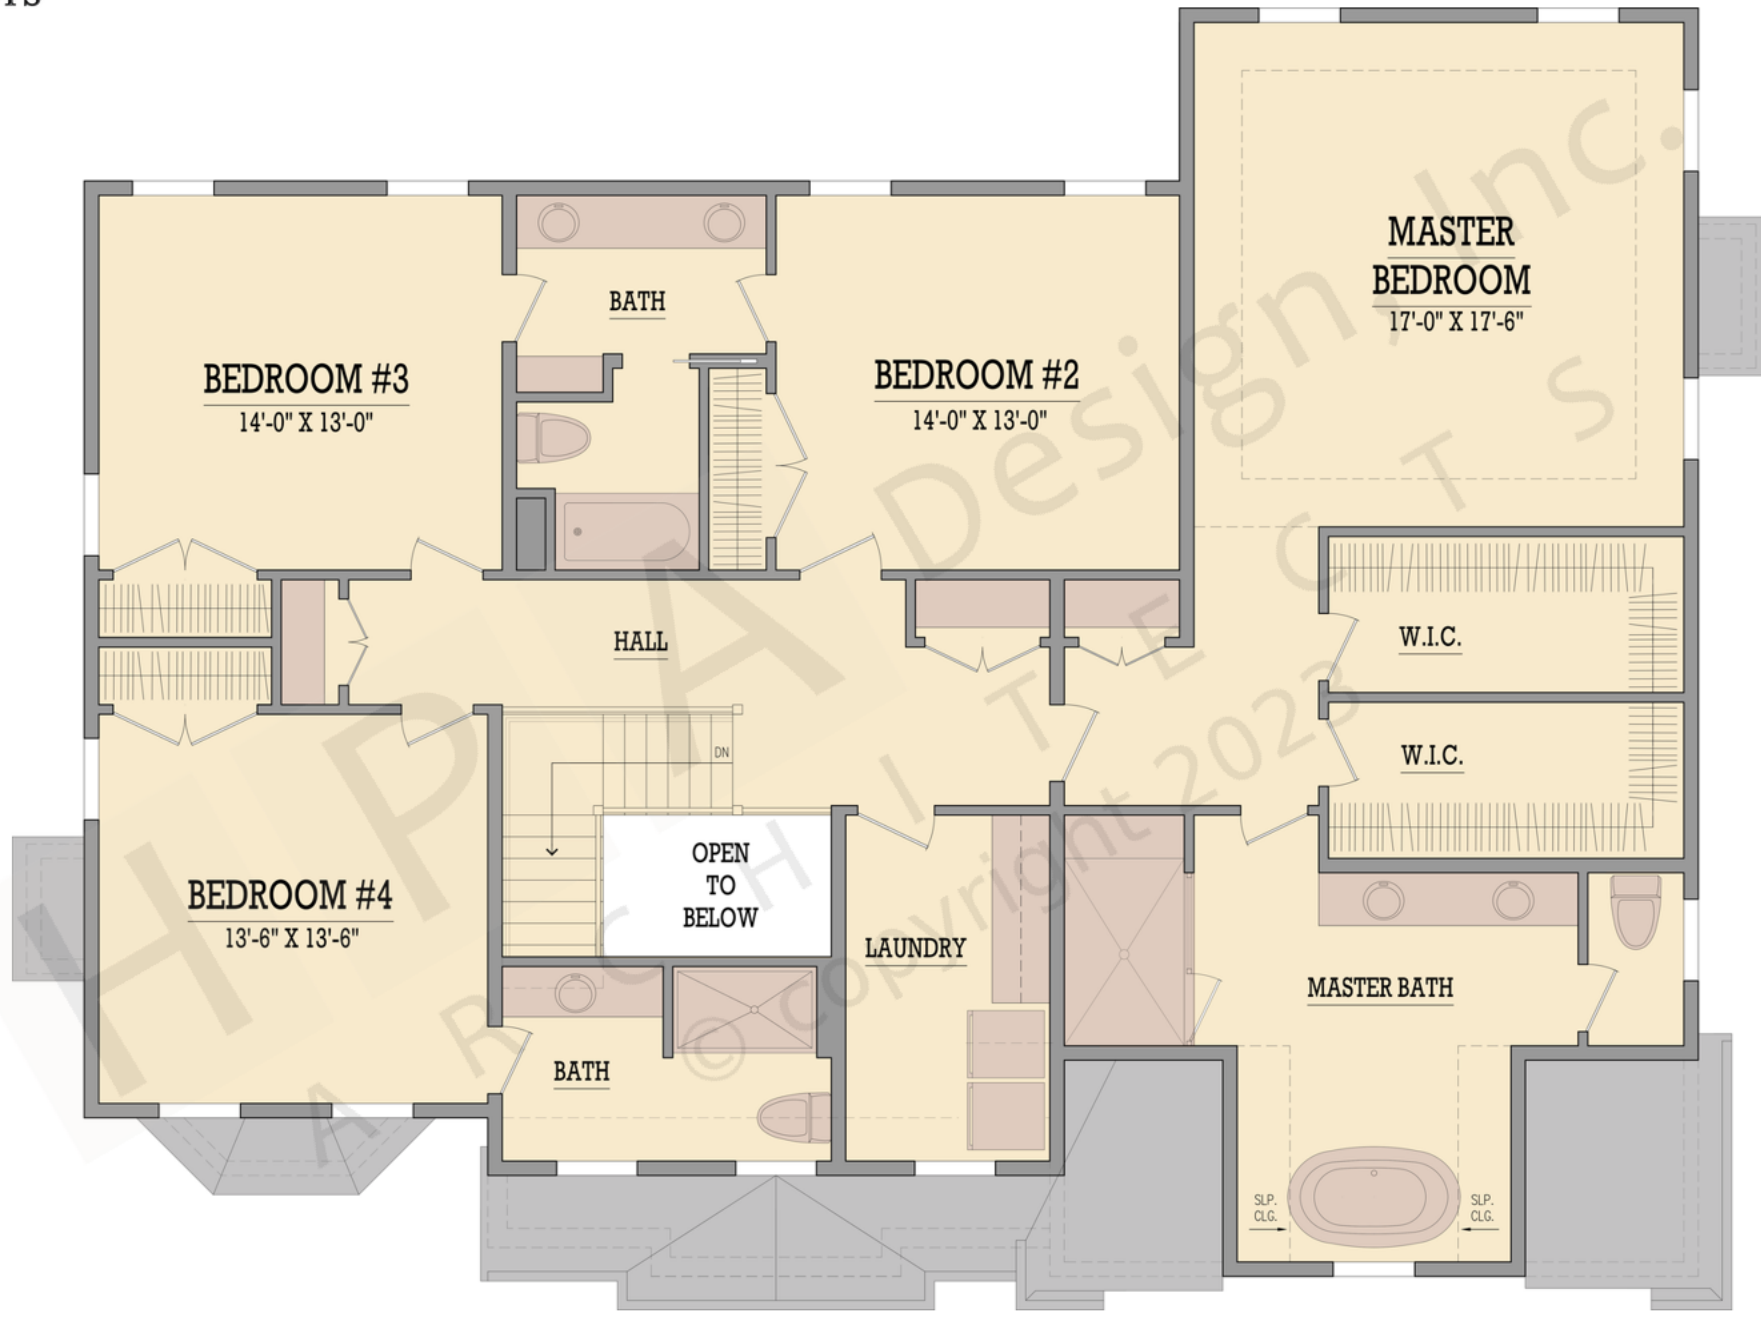 MASTER
BEDROOM
17'-0" X 17'-6"
BATH
BEDROOM #3
14'-0" X 13'-0"
BEDROOM #2
14'-0" X 13'-0"
HALL
W.I.C.
W.I.C.
DN
OPEN
TO
BELOW
BEDROOM #4
13'-6" X 13'-6"
LAUNDRY
MASTER BATH
BATH
SLP.
CLG.
SLP.
CLG.
HPA Design, Inc.
ARCHITECTS
© copyright 2023